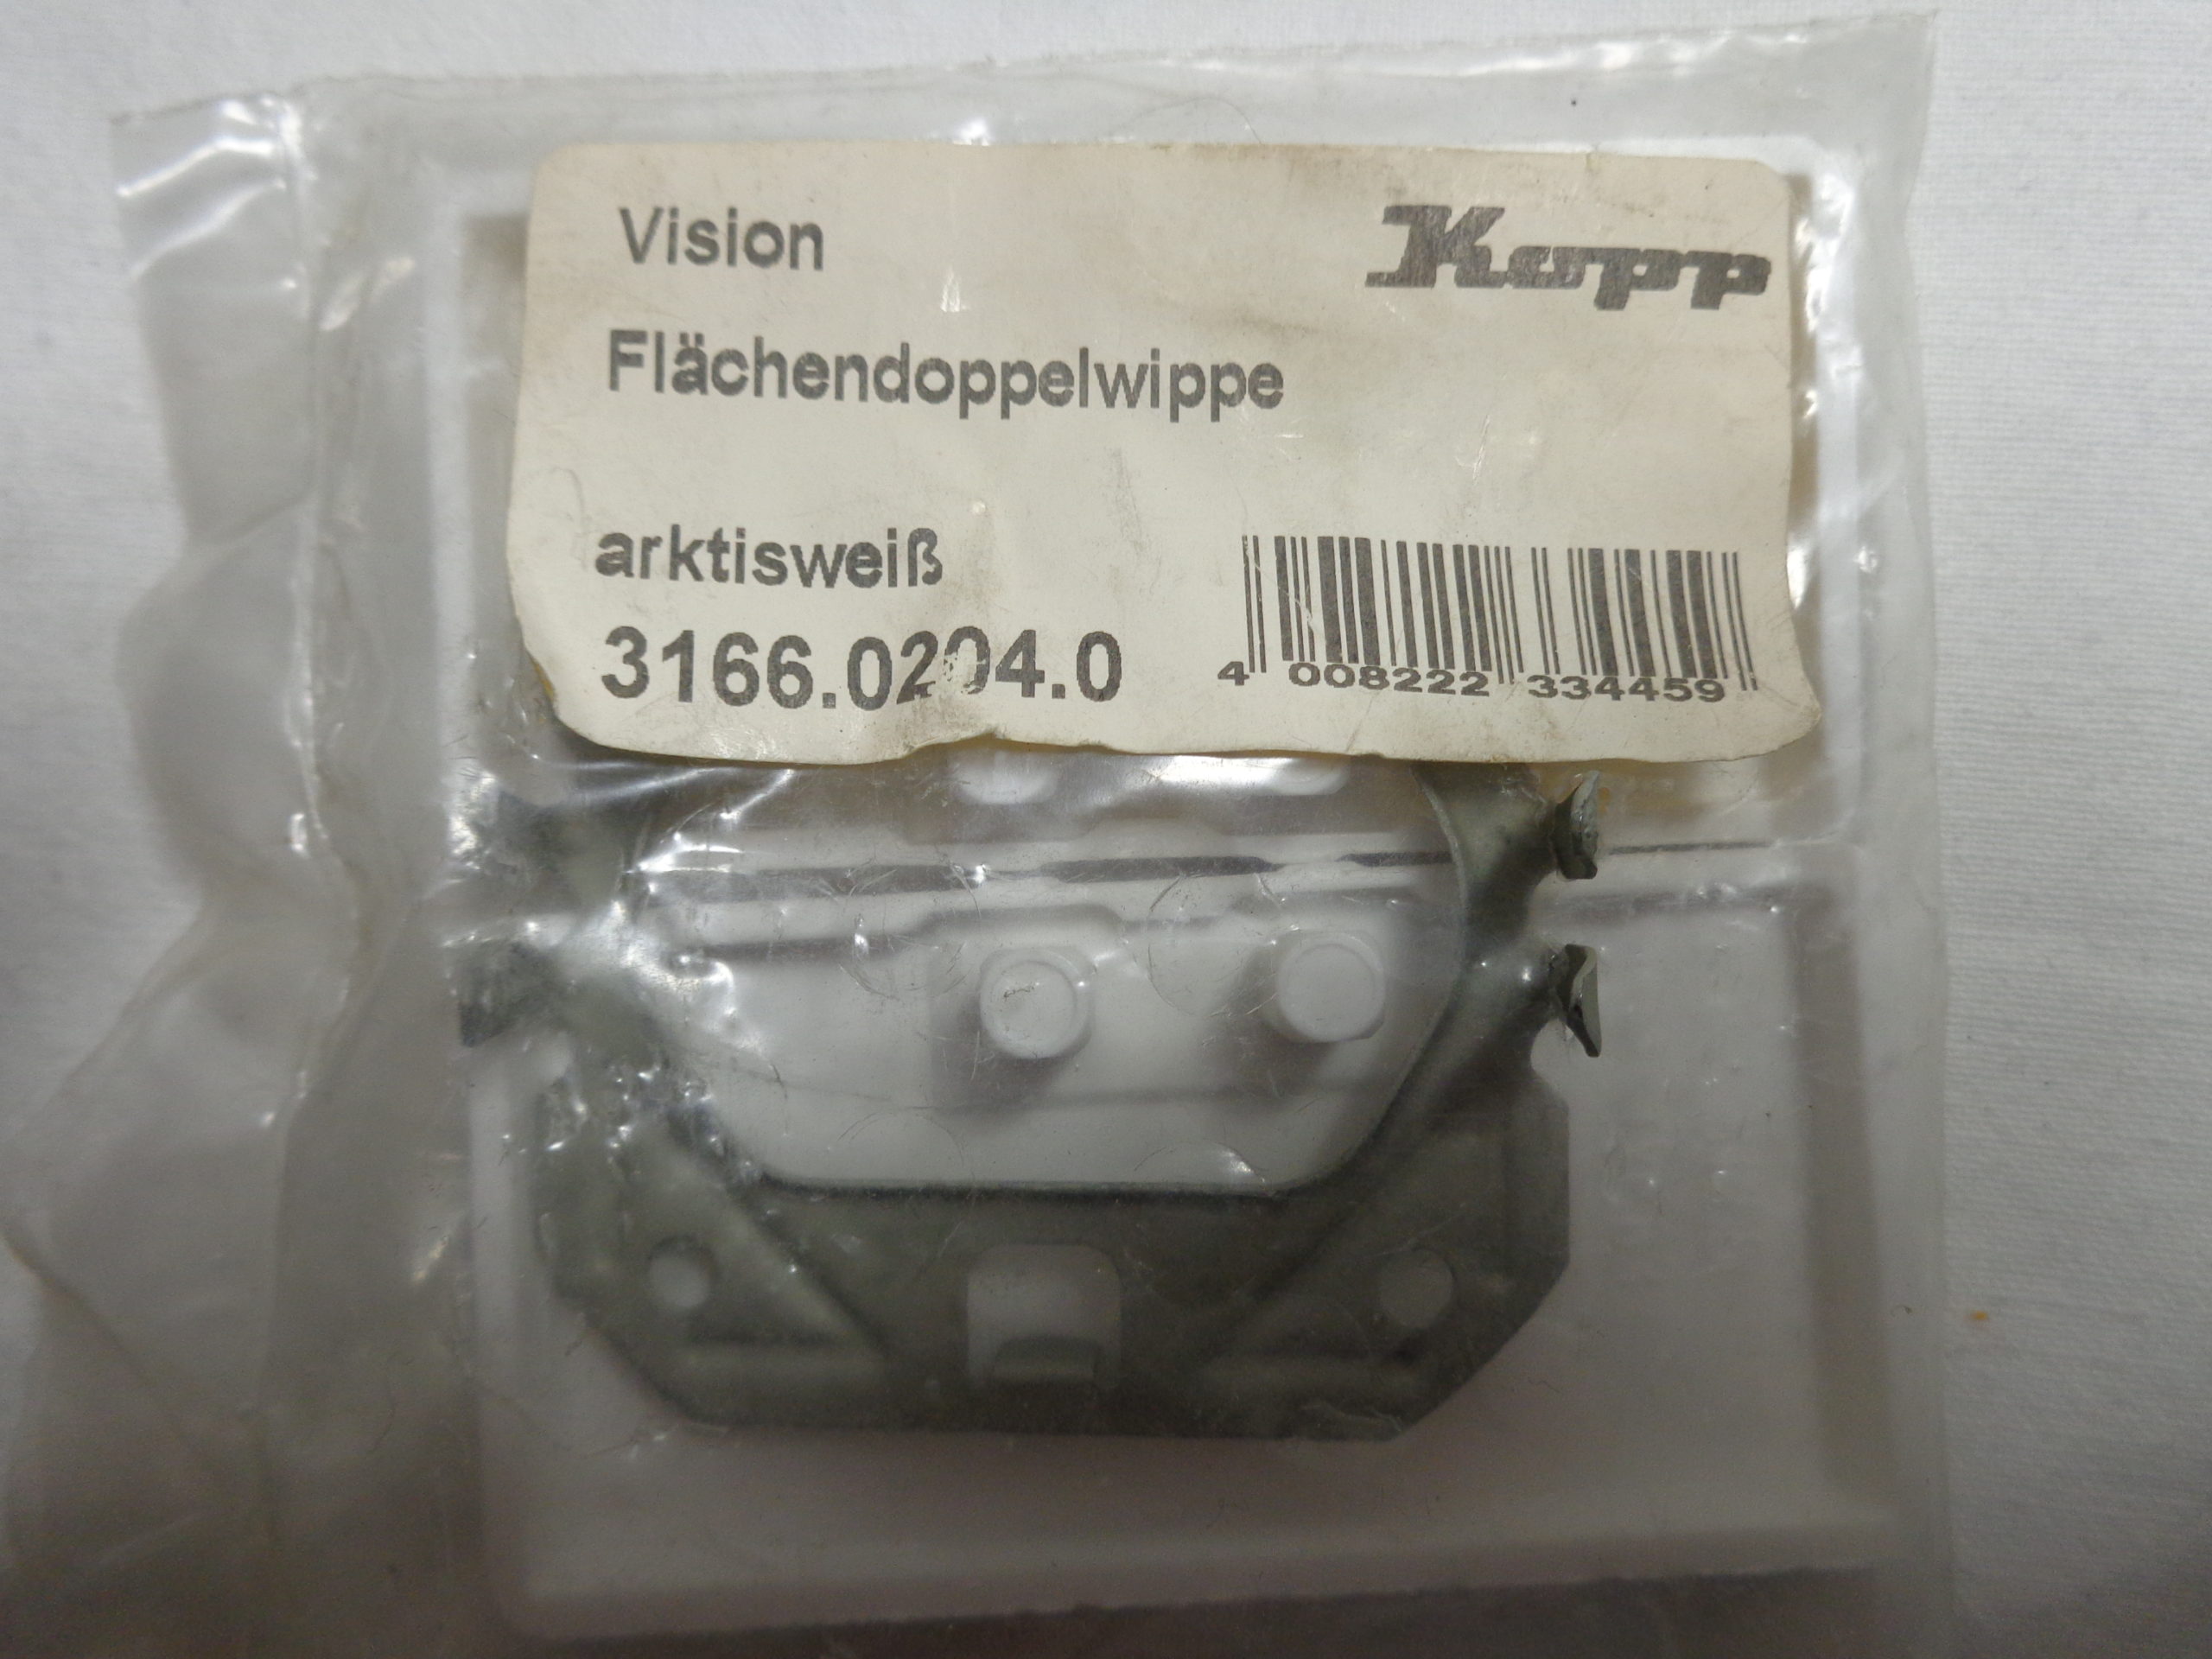 Vision
Kopp
Flächendoppelwippe
arktisweiß
3166.0204.0
4 008222 334459